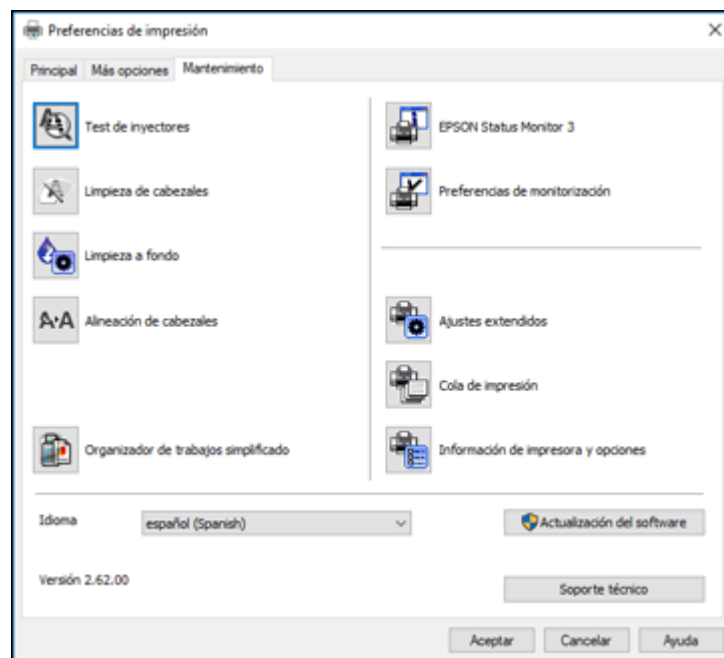 Preferencias de impresión
Principal Más opciones Mantenimiento
Test de inyectores
Limpieza de cabezales
Limpieza a fondo
Alineación de cabezales
Organizador de trabajos simplificado
EPSON Status Monitor 3
Preferencias de monitorización
Ajustes extendidos
Cola de impresión
Información de impresora y opciones
Idoma español (Spanish) Actualización del software
Versión 2.62.00 Soporte técnico
Aceptar Cancelar Ayuda